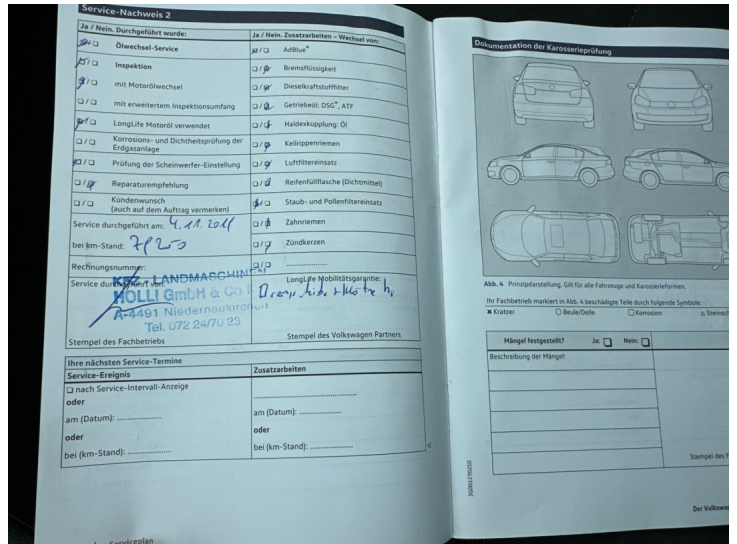 Service-Nachweis 2
Ja / Nein. Durchgeführt wurde:
Ölwechsel-Service
Inspektion
mit Motorölwechsel
mit erweitertem Inspektionsumfang
LongLife Motoröl verwendet
Korrosions- und Dichtheitsprüfung der
Erdgasanlage
Prüfung der Scheinwerfer-Einstellung
Reparaturempfehlung
Kundenwunsch
(auch auf dem Auftrag vermerken)
Service durchgeführt am: 4.11.
bei km-Stand:
Rechnungsnummer:
Service durchgeführt von:
KFZ LANDMASCHINEN
HOLLI GmbH & Co
A-4491 Niederneukirchen
Tel. 072 24/70 23
Stempel des Fachbetriebs
Ja / Nein. Zusatzarbeiten – Wechsel von:
AdBlue®
Bremsflüssigkeit
Dieselkraftstofffilter
Getriebeöl: DSG®, ATF
Haldexkupplung: Öl
Keilrippenriemen
Luftfiltereinsatz
Reifenfüllflasche (Dichtmittel)
Staub- und Pollenfiltereinsatz
Zahnriemen
Zündkerzen
LongLife Mobilitätsgarantie:
Stempel des Volkswagen Partners
Ihre nächsten Service-Termine
Service-Ereignis
nach Service-Intervall-Anzeige
oder
am (Datum):
oder
bei (km-Stand):
Zusatzarbeiten
am (Datum):
oder
bei (km-Stand):
Serviceplan
Dokumentation der Karosserieprüfung
Abb. 4 Prinzipdarstellung. Gilt für alle Fahrzeuge und Karosserieformen.
Ihr Fachbetrieb markiert in Abb. 4 beschädigte Teile durch folgende Symbole:
Kratzer Beule/Delle Korrosion Steinsch
Mängel festgestellt? Ja: Nein:
Beschreibung der Mängel:
Stempel des F
3G0012702SD
Der Volkswag